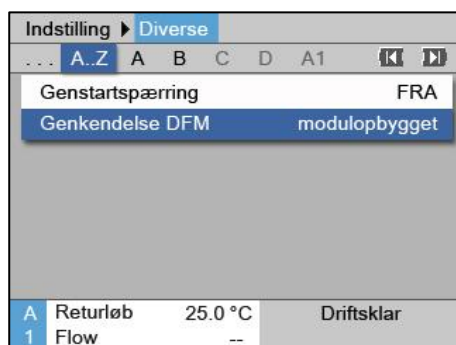 Indstilling ▶ Diverse
... A..Z A B C D A1
Genstartspærring FRA
Genkendelse DFM modulopbygget
A Returløb 25.0 °C Driftsklar
1 Flow --